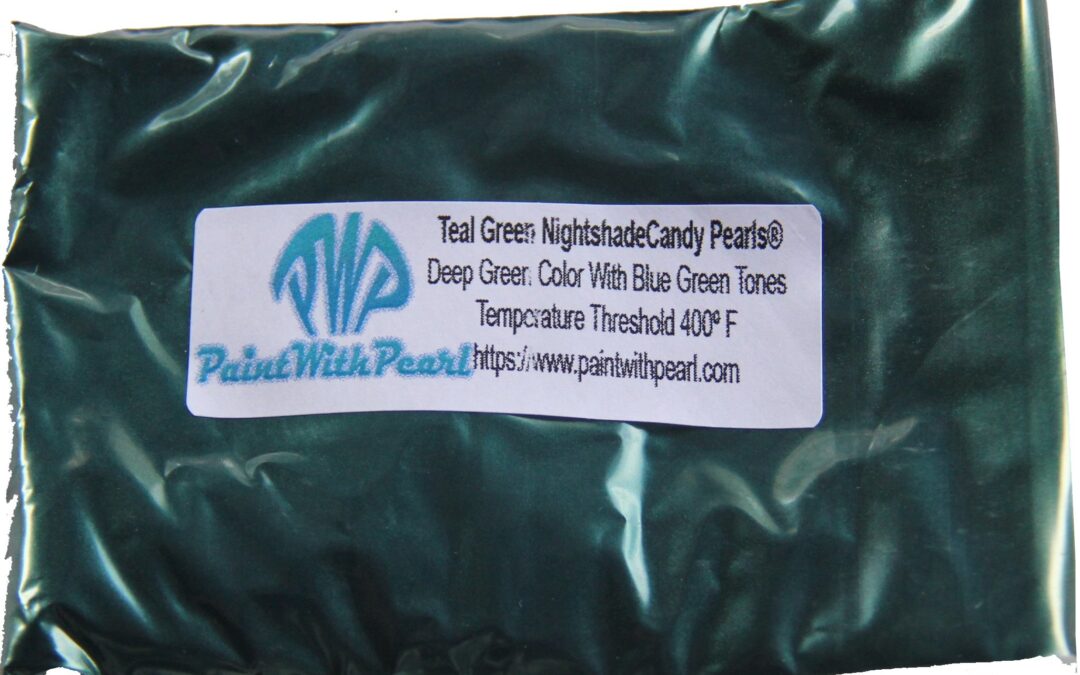 PWP
PaintWithPearl
Teal Green NightshadeCandy Pearls®
Deep Green Color With Blue Green Tones
Temperature Threshold 400º F
https://www.paintwithpearl.com